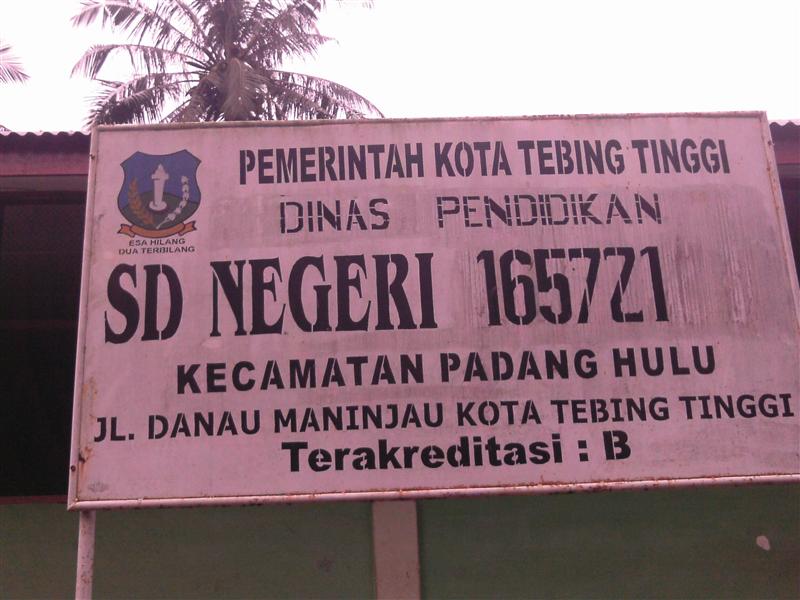 PEMERINTAH KOTA TEBING TINGGI
DINAS PENDIDIKAN
ESA HILANG
DUA TERBILANG
SD NEGERI 165721
KECAMATAN PADANG HULU
JL. DANAU MANINJAU KOTA TEBING TINGGI
Terakreditasi : B